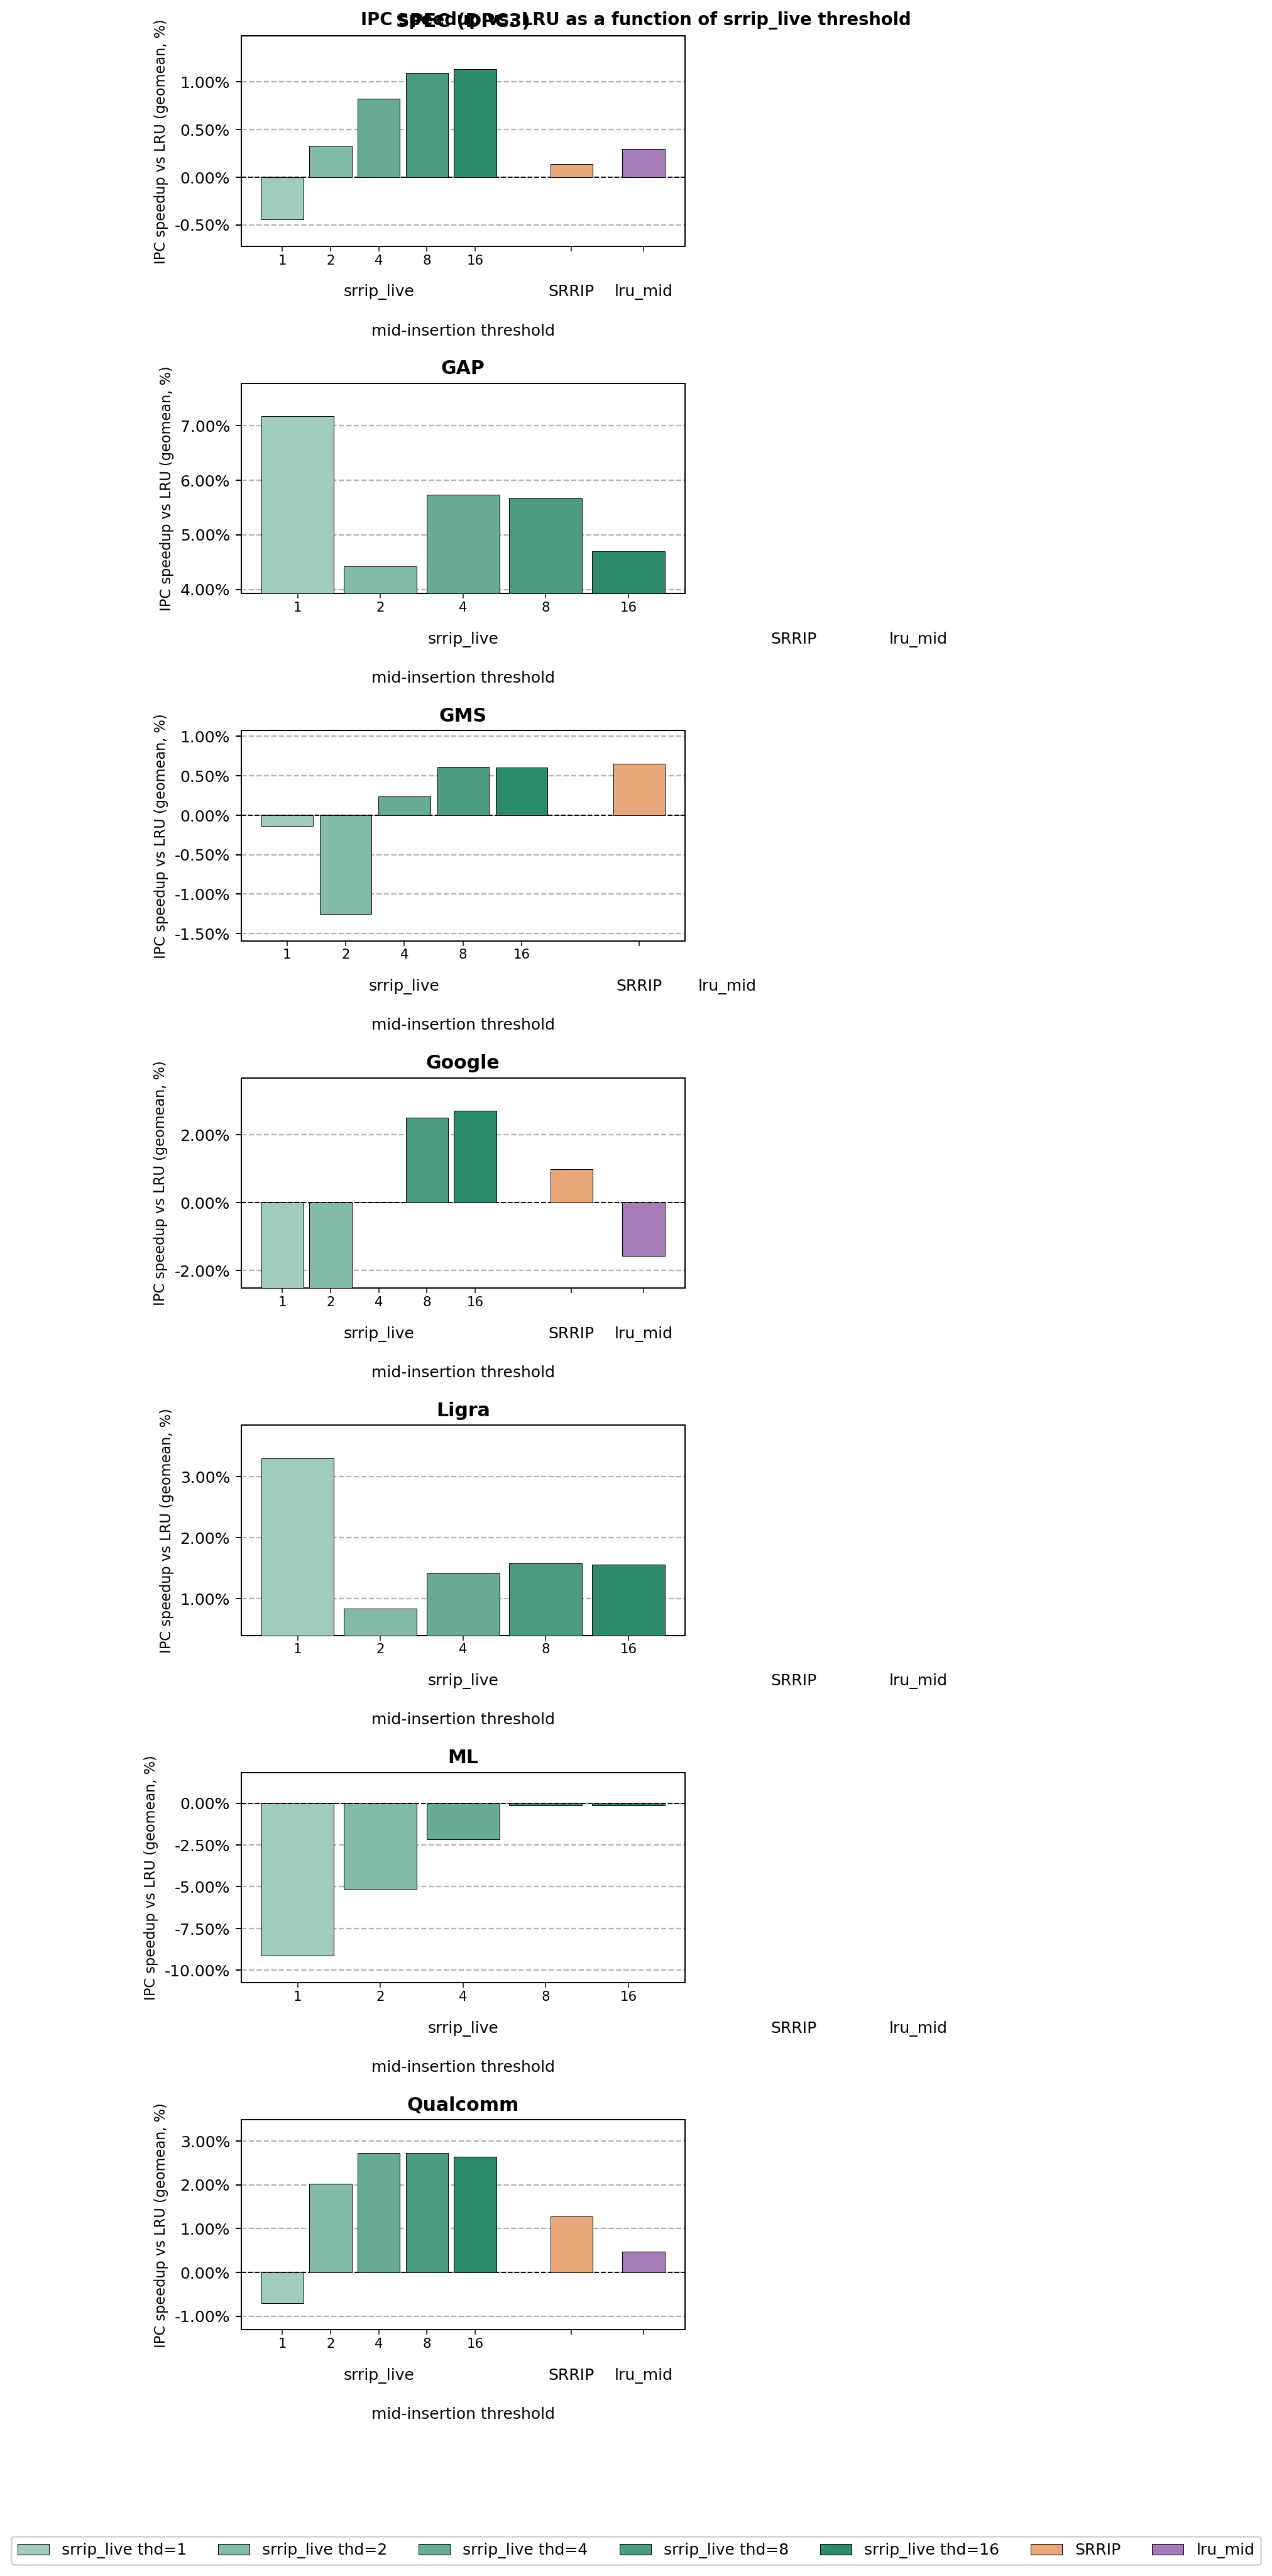 IPC speedup vs LRU as a function of srrip_live threshold
SPEC (DPC3)
IPC speedup vs LRU (geomean, %)
1.00%
0.50%
0.00%
-0.50%
1 2 4 8 16
srrip_live SRRIP lru_mid
mid-insertion threshold
GAP
IPC speedup vs LRU (geomean, %)
7.00%
6.00%
5.00%
4.00%
1 2 4 8 16
srrip_live SRRIP lru_mid
mid-insertion threshold
GMS
IPC speedup vs LRU (geomean, %)
1.00%
0.50%
0.00%
-0.50%
-1.00%
-1.50%
1 2 4 8 16
srrip_live SRRIP lru_mid
mid-insertion threshold
Google
IPC speedup vs LRU (geomean, %)
2.00%
0.00%
-2.00%
1 2 4 8 16
srrip_live SRRIP lru_mid
mid-insertion threshold
Ligra
IPC speedup vs LRU (geomean, %)
3.00%
2.00%
1.00%
1 2 4 8 16
srrip_live SRRIP lru_mid
mid-insertion threshold
ML
IPC speedup vs LRU (geomean, %)
0.00%
-2.50%
-5.00%
-7.50%
-10.00%
1 2 4 8 16
srrip_live SRRIP lru_mid
mid-insertion threshold
Qualcomm
IPC speedup vs LRU (geomean, %)
3.00%
2.00%
1.00%
0.00%
-1.00%
1 2 4 8 16
srrip_live SRRIP lru_mid
mid-insertion threshold
srrip_live thd=1 srrip_live thd=2 srrip_live thd=4 srrip_live thd=8 srrip_live thd=16 SRRIP lru_mid